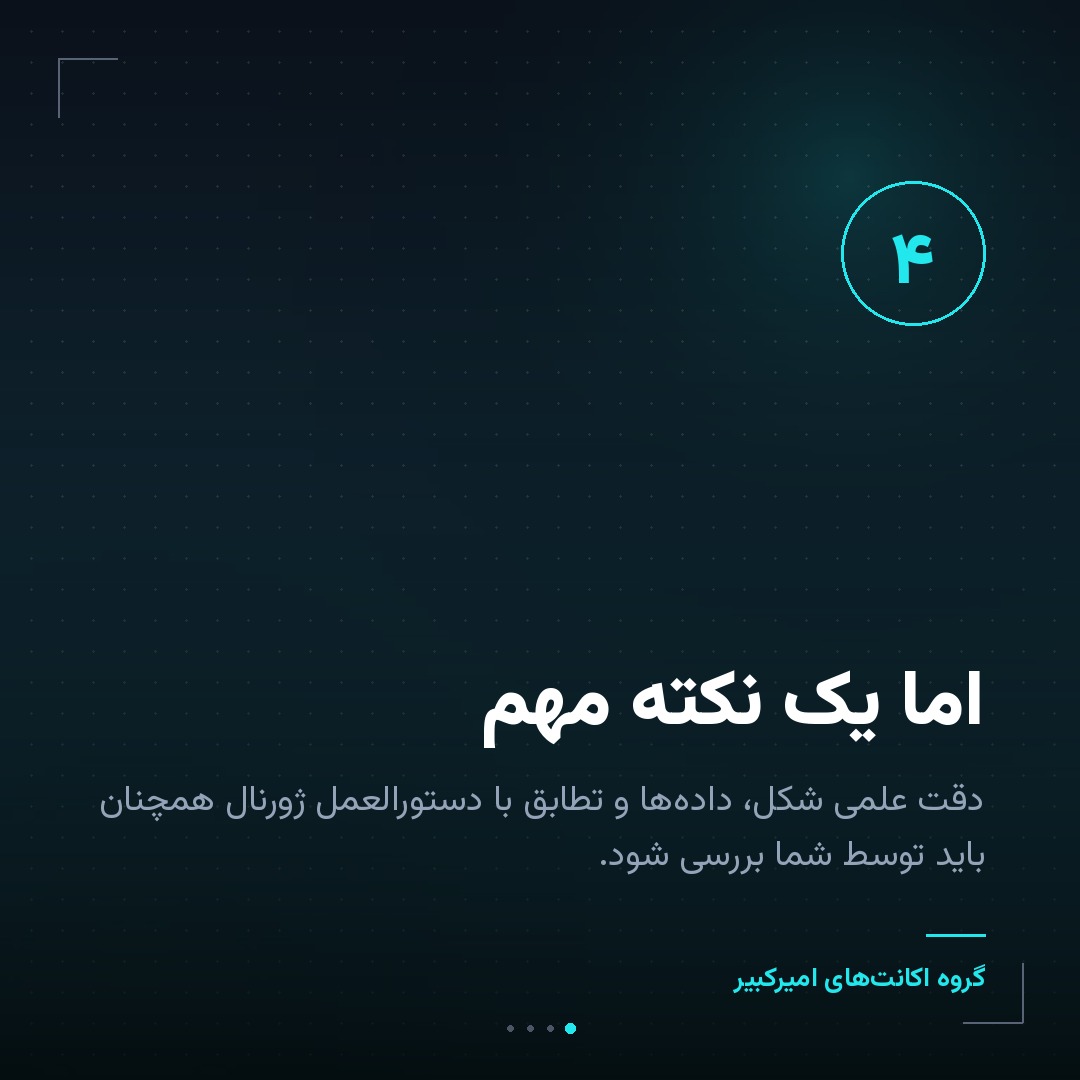 ۴
اما یک نکته مهم
دقت علمی شکل، داده‌ها و تطابق با دستورالعمل ژورنال همچنان
باید توسط شما بررسی شود.
گروه اکانت‌های امیرکبیر